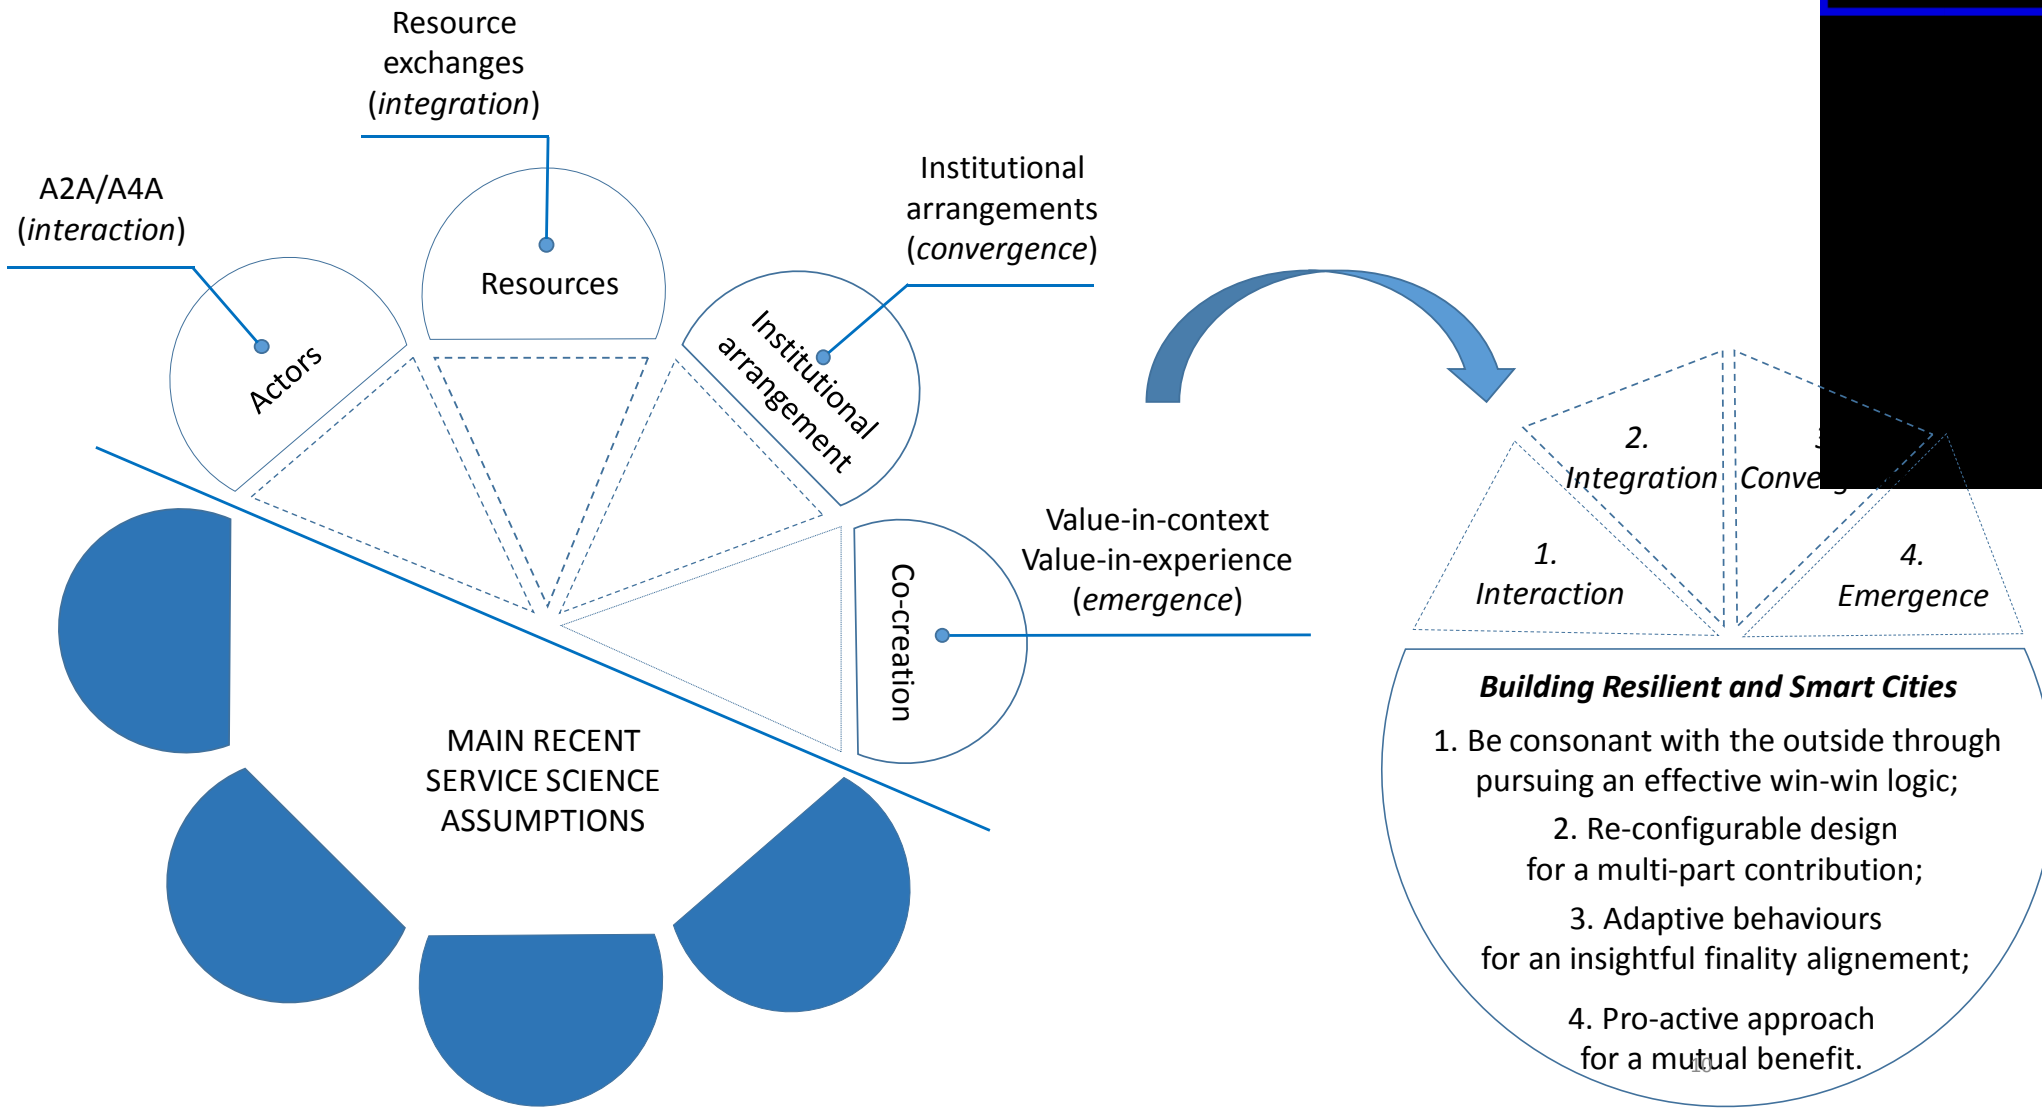 Resource
exchanges
(integration)
A2A/A4A
(interaction)
Institutional
arrangements
(convergence)
Actors
Resources
Institutional
arrangement
Value-in-context
Value-in-experience
(emergence)
Co-creation
MAIN RECENT
SERVICE SCIENCE
ASSUMPTIONS
2.
Integration
1.
Interaction
4.
Emergence
Building Resilient and Smart Cities
1. Be consonant with the outside through
pursuing an effective win-win logic;
2. Re-configurable design
for a multi-part contribution;
3. Adaptive behaviours
for an insightful finality alignement;
4. Pro-active approach
for a mutual benefit.
10